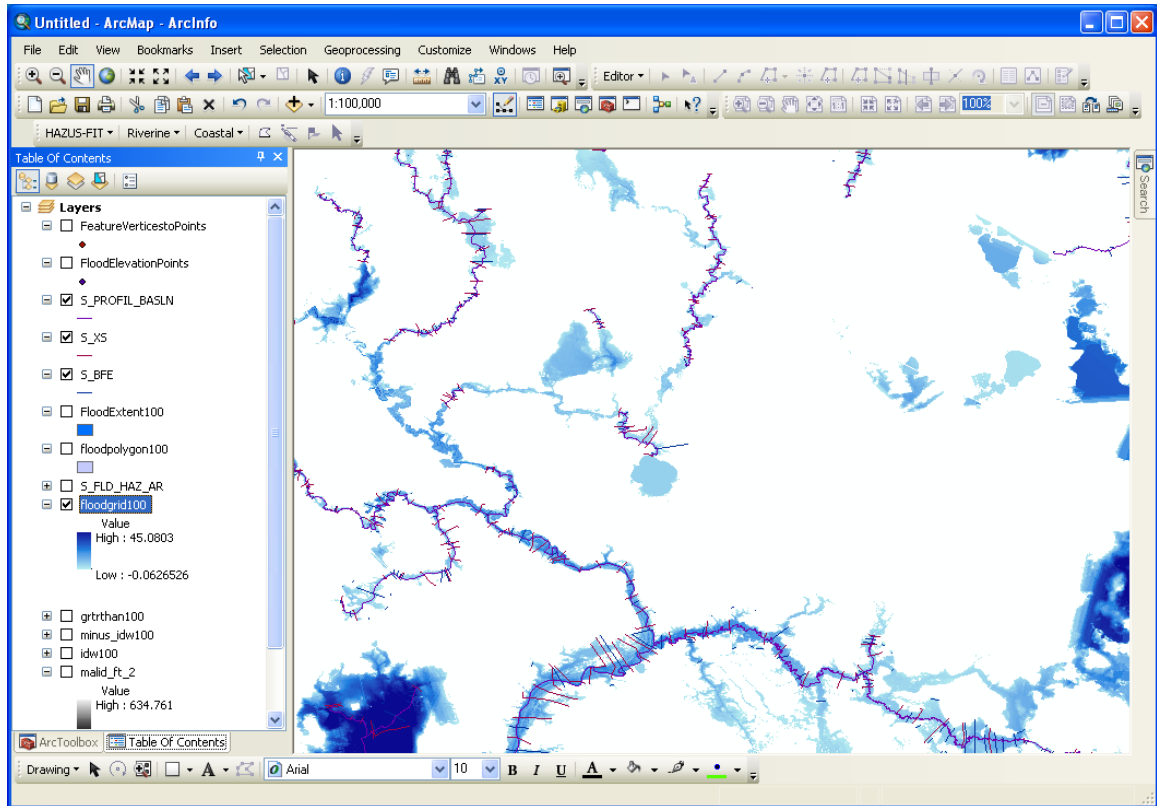 Untitled - ArcMap - ArcInfo
File Edit View Bookmarks Insert Selection Geoprocessing Customize Windows Help
Editor
1:100,000
100%
HAZUS-FIT Riverine Coastal
Table Of Contents
Search
Layers
FeatureVerticestoPoints
FloodElevationPoints
S_PROFIL_BASLN
S_XS
S_BFE
FloodExtent100
floodpolygon100
S_FLD_HAZ_AR
floodgrid100
Value
High : 45.0803
Low : -0.0626526
grtrthan100
minus_idw100
idw100
malid_ft_2
Value
High : 634.761
ArcToolbox Table Of Contents
Drawing A Arial 10 B I U A